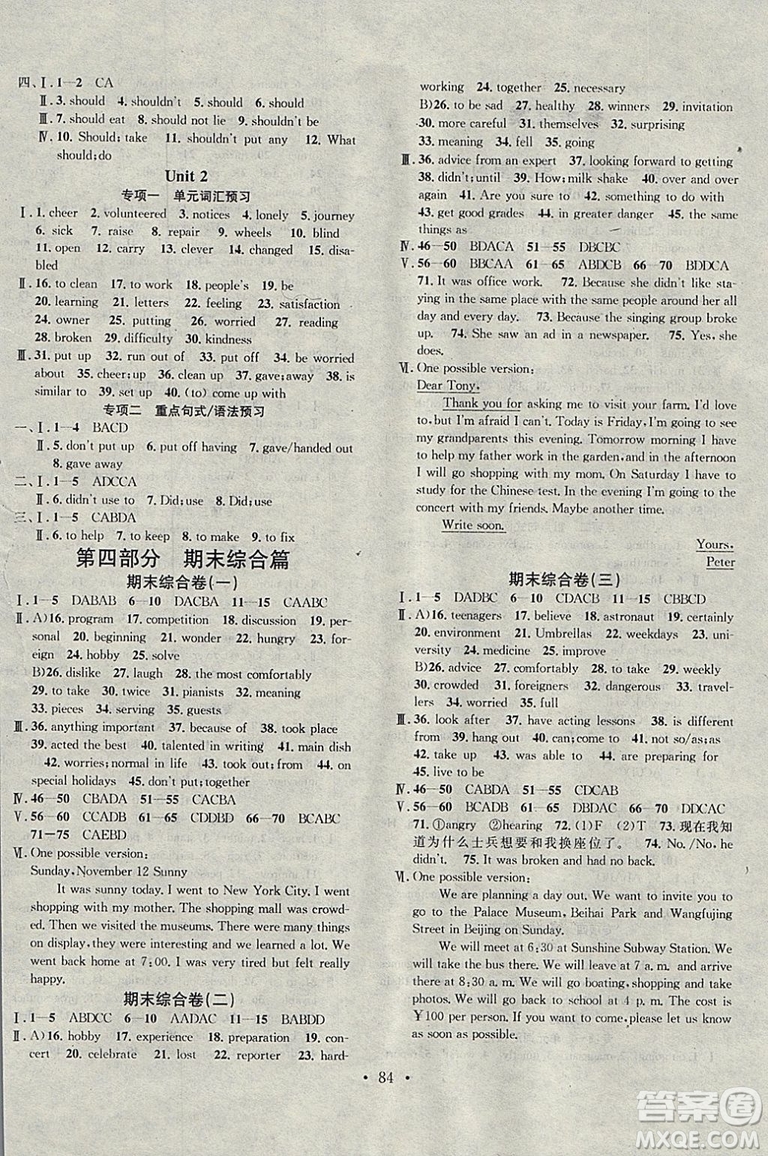 四、Ⅰ. 1—2 CA
Ⅱ. 3. should 4. shouldn't 5. should 6. should
Ⅲ. 7. should eat 8. shouldn't 9. should not lie
Ⅳ. 10. Should; take 11. shouldn't put any 12. What
should;do
Unit 2
专项一 单元词汇预习
Ⅰ. 1. cheer 2. volunteered 3. notices 4. lonely 5. journey
6. sick 7. raise 8. repair 9. wheels 10. blind
11. open 12. carry 13. clever 14. changed 15. disa-
bled
Ⅱ. 16. to clean 17. to work 18. people's 19. to be
20. learning 21. letters 22. feeling 23. satisfaction
24. owner 25. putting 26. worried 27. reading
28. broken 29. difficulty 30. kindness
Ⅲ. 31. put up 32. run out of 33. take after 34. be worried
about 35. cheer;up 36. fix up 37. give away 38. is
similar to 39. set up 40. (to) come up with
专项二 重点句式/语法预习
一、Ⅰ. 1—4 BACD
Ⅱ. 5. don't put up 6. put off having 7. gave/handed out
8. gave away
二、Ⅰ. 1—5 ADCCA
Ⅱ. 6. didn't use to 7. Did;use 8. Did;use
三、Ⅰ. 1—5 CABDA
Ⅱ. 6. to help 7. to keep 8. to make 9. to fix
第四部分 期末综合篇
期末综合卷(一)
Ⅰ. 1—5 DABAB 6—10 DACBA 11—15 CAABC
Ⅱ. A)16. program 17. competition 18. discussion 19. per-
sonal 20. beginning 21. wonder 22. hungry 23. for-
eign 24. both 25. solve
B)26. dislike 27. laugh 28. the most comfortably
29. to take 30. twice 31. pianists 32. meaning
33. following 34. serving 35. guests
Ⅲ. 36. anything important 37. because of 38. took place
39. acted the best 40. talented in writing 41. main dish
42. worries;normal in life 43. takes;from 44. on
special holidays 45. don't put;together
Ⅳ. 46—50 CBADA 51—55 CACBA
Ⅴ. 56—60 BCADB 61—65 CDDBD 66—70 BDDCB
71—75 CAEBD
Ⅵ. One possible version:
Sunday,November 12 Sunny
It was sunny today. I went to New York City. I went
shopping with my mother. The shopping mall was crowd-
ed. Then we visited the museums. There were many things
on display,they were interesting and we learned a lot. We
went back home at 7:00. I was very tired but felt really
happy.
期末综合卷(二)
Ⅰ. 1—5 ABDCC 6—10 AADAC 11—15 BABDD
Ⅱ. A)16. hobby 17. experience 18. preparation 19. con-
cert 20. celebrate 21. lost 22. reporter 23. hard-
working 24. together 25. necessary
B)26. to be sad 27. healthy 28. winners 29. invitation
30. more careful 31. themselves 32. surprising
33. meaning 34. fell 35. going
Ⅲ. 36. advice from an expert 37. looking forward to getting
38. didn't;until 39. How;milk shake 40. volunteered
to 41. Are you sure to 42. so excited that 43. with
getting good grades 44. in greater danger 45. the same
things as
Ⅳ. 46—50 BDACA 51—55 DBCBC
Ⅴ. 56—60 BBCAA 61—65 ABDCB 66—70 BDDCA
71. It was office work. 72. Because she didn't like
staying in the same place with the same people and doing
the same things from day to day.
73. Because the singing group broke
up. 74. She saw an ad in a newspaper. 75. Yes,she
does.
Ⅵ. One possible version:
Dear Tony,
Thank you for asking me to visit your farm. I'd love to,
but I'm afraid I can't. Today is Friday,I'm going to visit
my grandparents this evening. Tomorrow morning I have to
help my father work in the garden,and in the afternoon
I will go shopping with my mom. On Saturday I have to
study for the Chinese test. In the evening I'm going to the
concert with my friends. Maybe another time.
Write soon.
Yours,
Peter
期末综合卷(三)
Ⅰ. 1—5 DADBC 6—10 CDACB 11—15 CBBCD
Ⅱ. A)16. teenagers 17. believe 18. astronaut 19. certainly
20. environment 21. Umbrellas 22. weekdays 23. uni-
versity 24. medicine 25. improve
B)26. advice 27. comfortably 28. to see 29. weekly
30. crowded 31. foreigners 32. dangerous 33. travel-
lers 34. worried 35. full
Ⅲ. 36. look after 37. have acting lessons 38. is different
from 39. had fun hanging out 40. can;become
41. make;resolutions 42. not so/as;as 43. are going to
take up 44. ran away from
45. live to be
Ⅳ. 46—50 CBADA 51—55 CDCAB
Ⅴ. 56—60 BCADB 61—65 DBDAC 66—70 DDCAC
71. ①angry ②hearing 72. (1)F (2)T 73. 现在我知
道为什么士兵想要和我换座位了。 74. No./No, he
didn't. 75. It was broken and had no back.
Ⅵ. One possible version:
We are planning a day out. We want to invite you
to go to the Palace Museum, Beihai Park and Wangfujing
Street in Beijing on Sunday.
We will meet at 6:30 at Sunshine Subway Station. We will
take the bus there. We will leave at 7 a. m. and reach
there at 8:30 a. m. We will go boating, shopping and take
photos. We will go back to school at 4 p. m. The cost is
￥100 per person. If you want to go, please contact us
as soon as possible.
• 84 •
答案圈
MXQE.COM